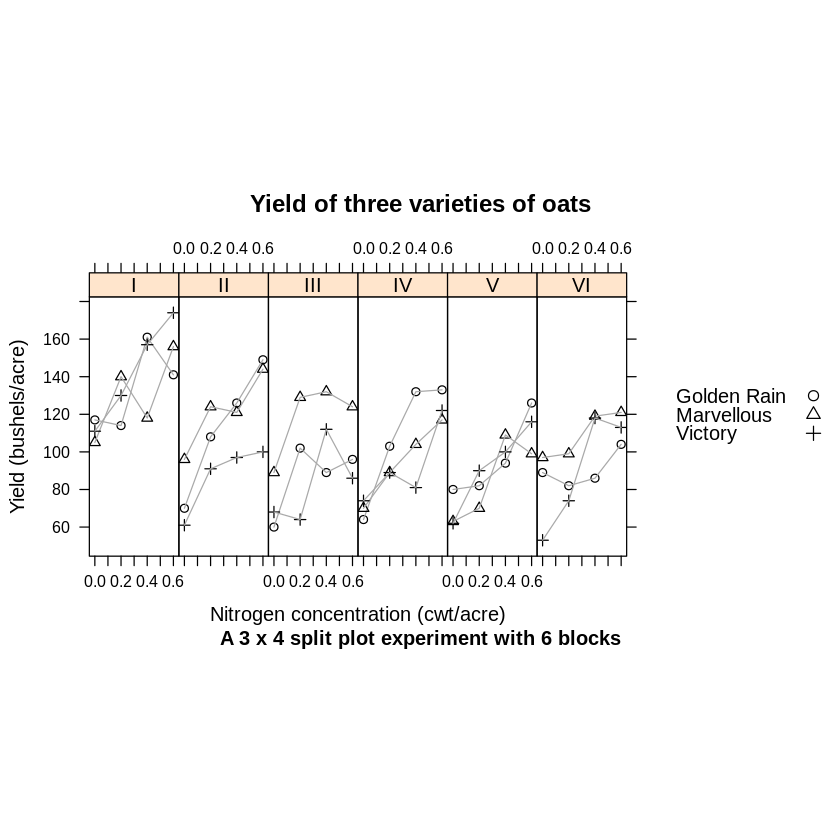 Yield of three varieties of oats
0.0 0.2 0.4 0.6 0.0 0.2 0.4 0.6 0.0 0.2 0.4 0.6
I II III IV V VI
160
140
120
100
80
60
Yield (bushels/acre)
Golden Rain
Marvellous
Victory
0.0 0.2 0.4 0.6 0.0 0.2 0.4 0.6 0.0 0.2 0.4 0.6
Nitrogen concentration (cwt/acre)
A 3 x 4 split plot experiment with 6 blocks